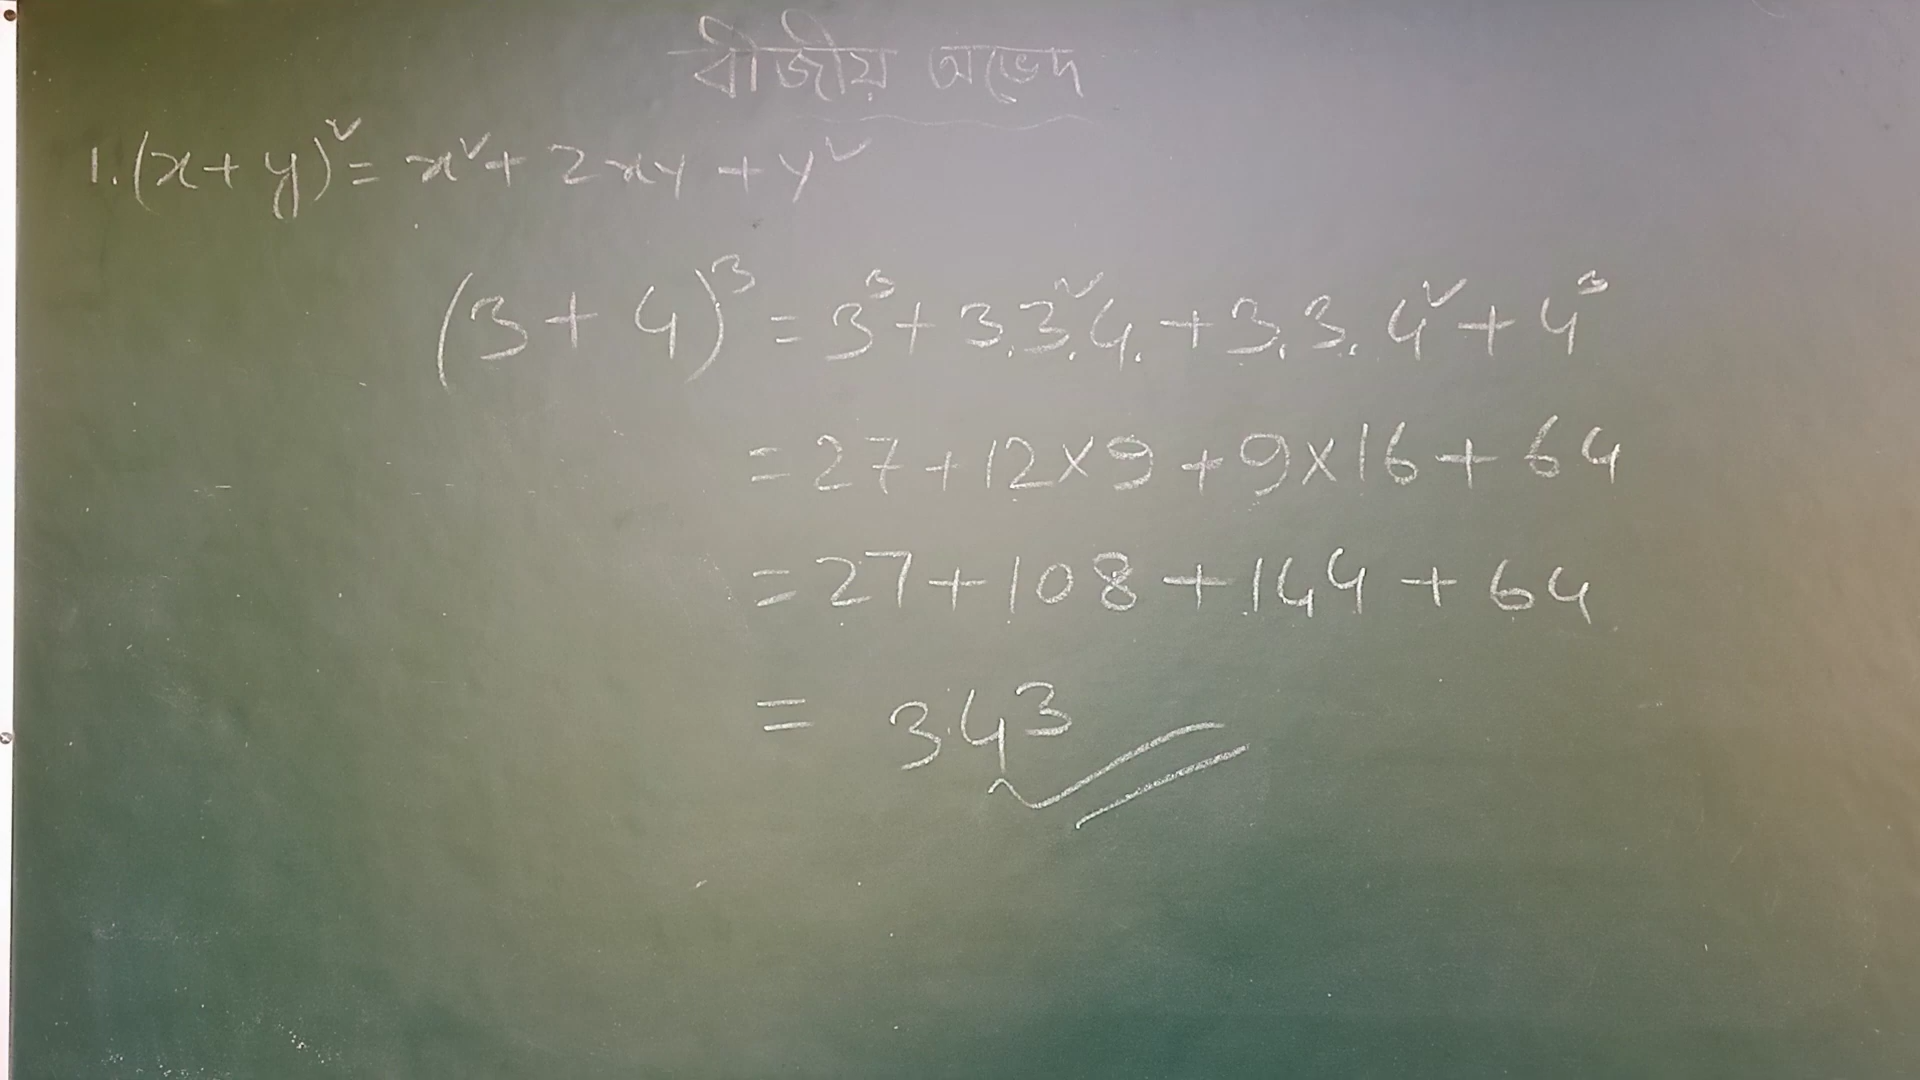 বীজীয় অভেদ
1. (x+y)² = x² + 2xy + y²
(3+4)³ = 3³ + 3.3².4. + 3.3.4² + 4³
= 27 + 12×9 + 9×16 + 64
= 27 + 108 + 144 + 64
= 343